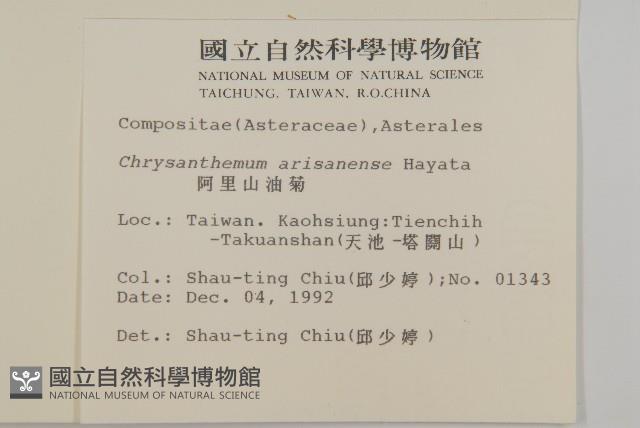 國立自然科學博物館
NATIONAL MUSEUM OF NATURAL SCIENCE
TAICHUNG, TAIWAN, R.O.CHINA
Compositae(Asteraceae),Asterales
Chrysanthemum arisanense Hayata
阿里山油菊
Loc.: Taiwan. Kaohsiung:Tienchih
-Takuanshan(天池-塔關山)
Col.: Shau-ting Chiu(邱少婷);No. 01343
Date: Dec. 04, 1992
Det.: Shau-ting Chiu(邱少婷)
國立自然科學博物館
NATIONAL MUSEUM OF NATURAL SCIENCE